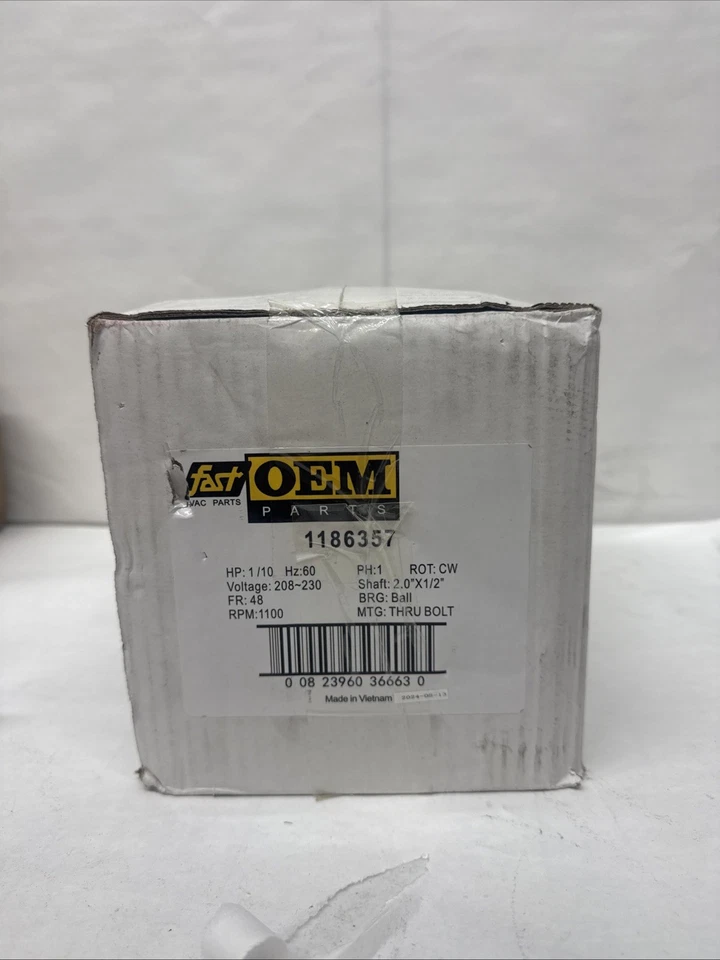 fast OEM
VAC PARTS PARTS
1186357
HP: 1/10 Hz:60 PH:1 ROT: CW
Voltage: 208~230 Shaft: 2.0"X1/2"
FR: 48 BRG: Ball
RPM:1100 MTG: THRU BOLT
0 08 23960 36663 0
Made in Vietnam